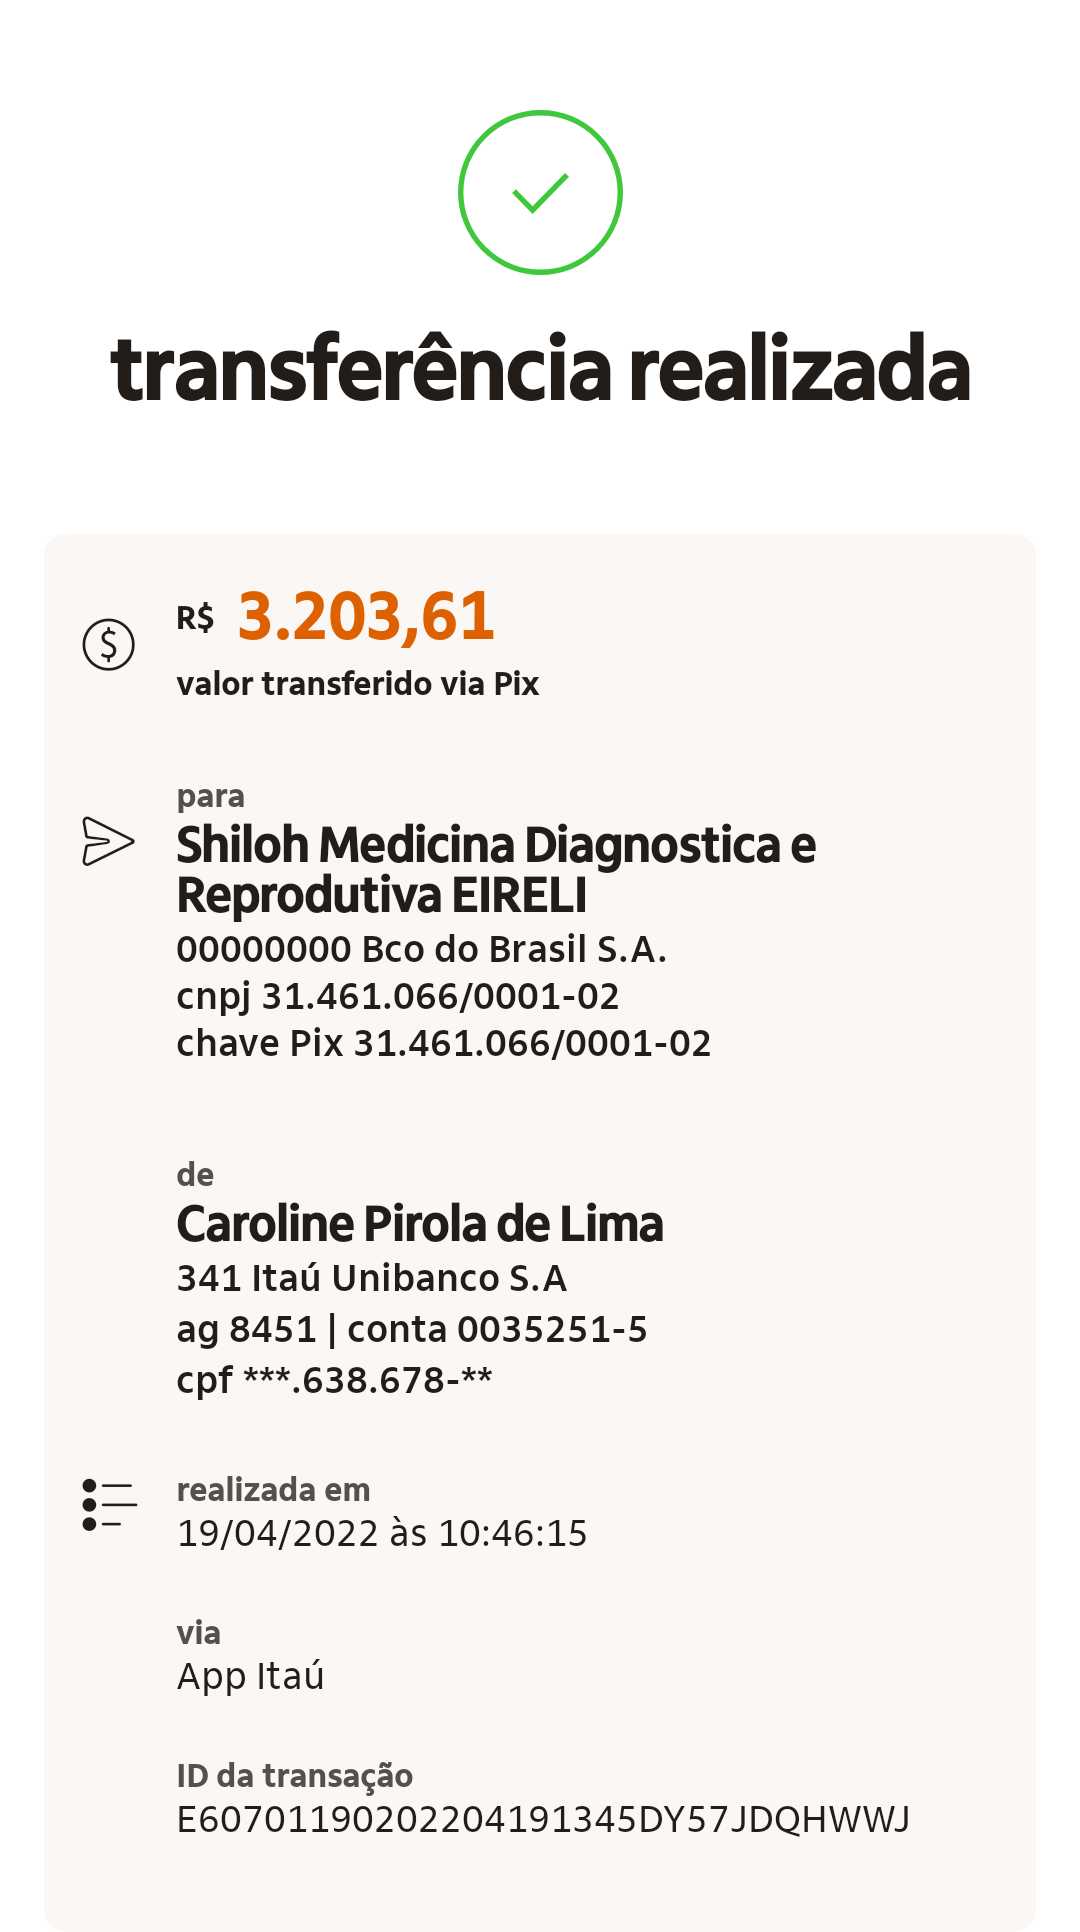 transferência realizada
R$ 3.203,61
valor transferido via Pix
para
Shiloh Medicina Diagnostica e
Reprodutiva EIRELI
00000000 Bco do Brasil S.A.
cnpj 31.461.066/0001-02
chave Pix 31.461.066/0001-02
de
Caroline Pirola de Lima
341 Itaú Unibanco S.A
ag 8451 | conta 0035251-5
cpf ***.638.678-**
realizada em
19/04/2022 às 10:46:15
via
App Itaú
ID da transação
E60701190202204191345DY57JDQHWWJ